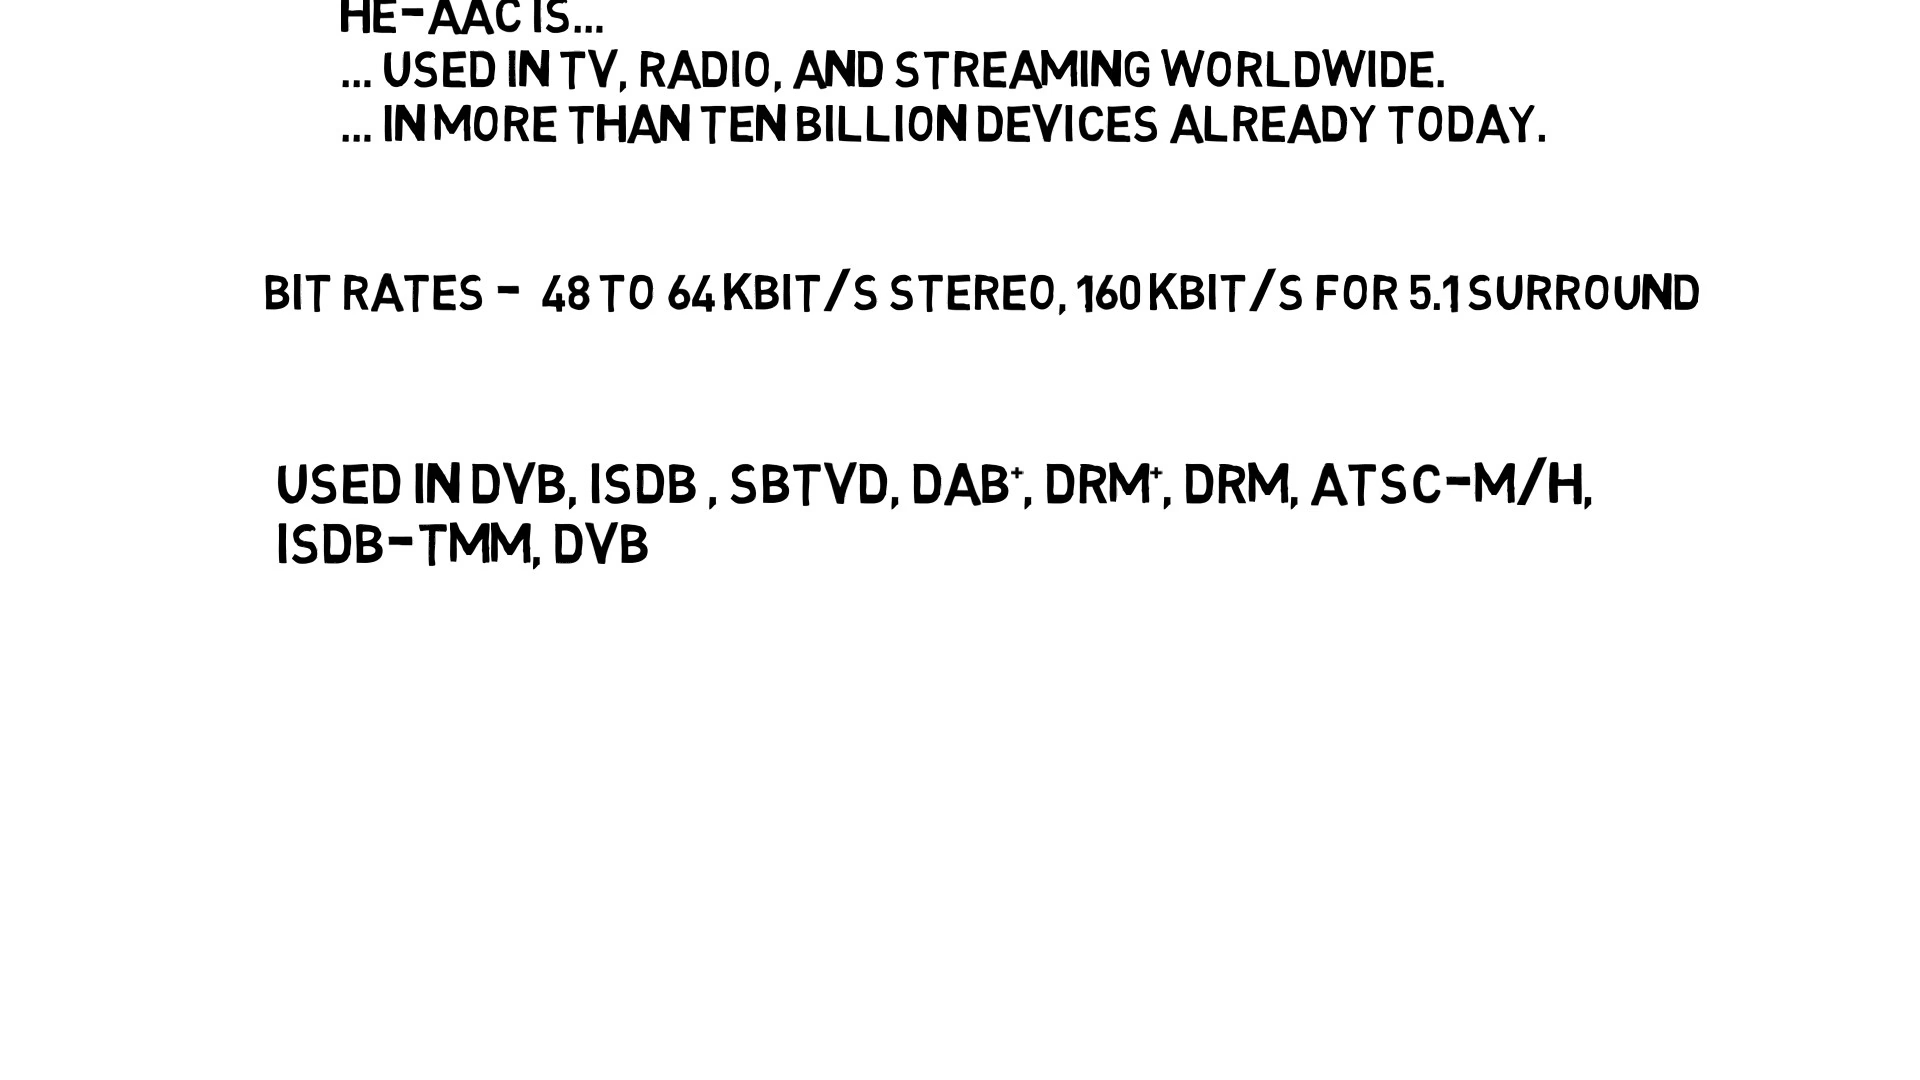 HE-AAC IS...
... USED IN TV, RADIO, AND STREAMING WORLDWIDE.
... IN MORE THAN TEN BILLION DEVICES ALREADY TODAY.
BIT RATES - 48 TO 64 KBIT/S STEREO, 160 KBIT/S FOR 5.1 SURROUND
USED IN DVB, ISDB , SBTVD, DAB+, DRM+, DRM, ATSC-M/H,
ISDB-TMM, DVB